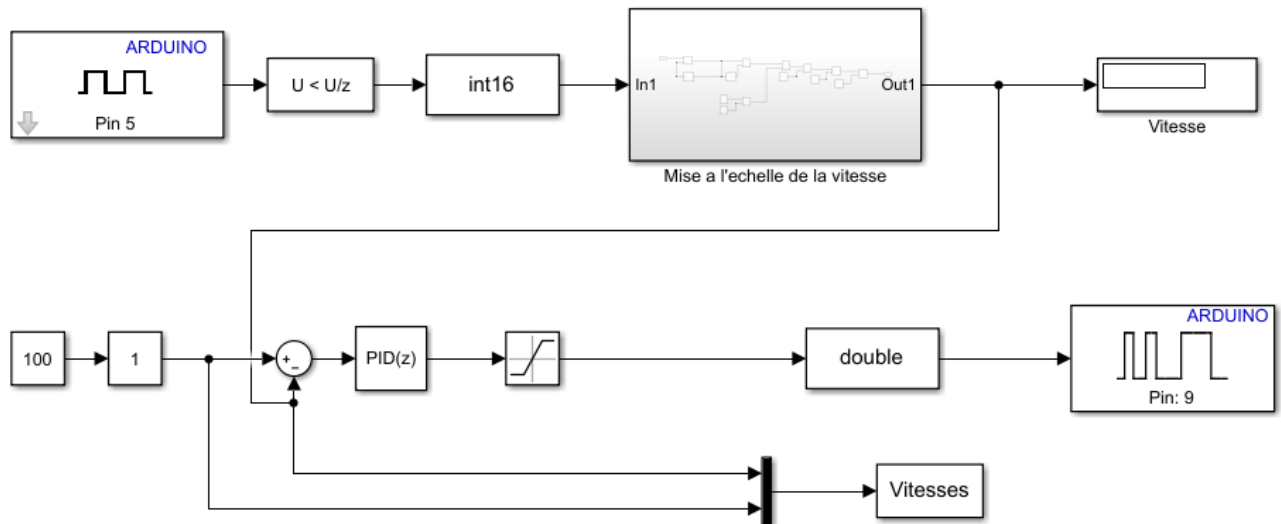 ARDUINO
Pin 5
U < U/z
int16
In1
Out1
Mise a l'echelle de la vitesse
Vitesse
100
1
+
−
PID(z)
double
ARDUINO
Pin: 9
Vitesses